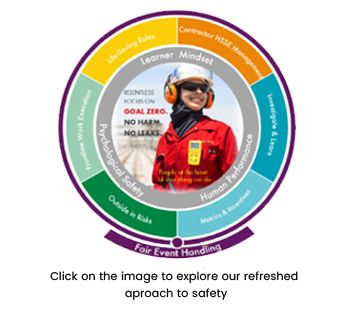 Life-Saving Rules
Contractor HSSE Management
Learner Mindset
Investigate & Learn
Frontline Work Execution
RELENTLESS
FOCUS ON
GOAL ZERO.
NO HARM.
NO LEAKS.
Psychological Safety
Human Performance
People at the heart
of everything we do
Outside in Risks
Metrics & Incentives
Fair Event Handling
Click on the image to explore our refreshed
aproach to safety